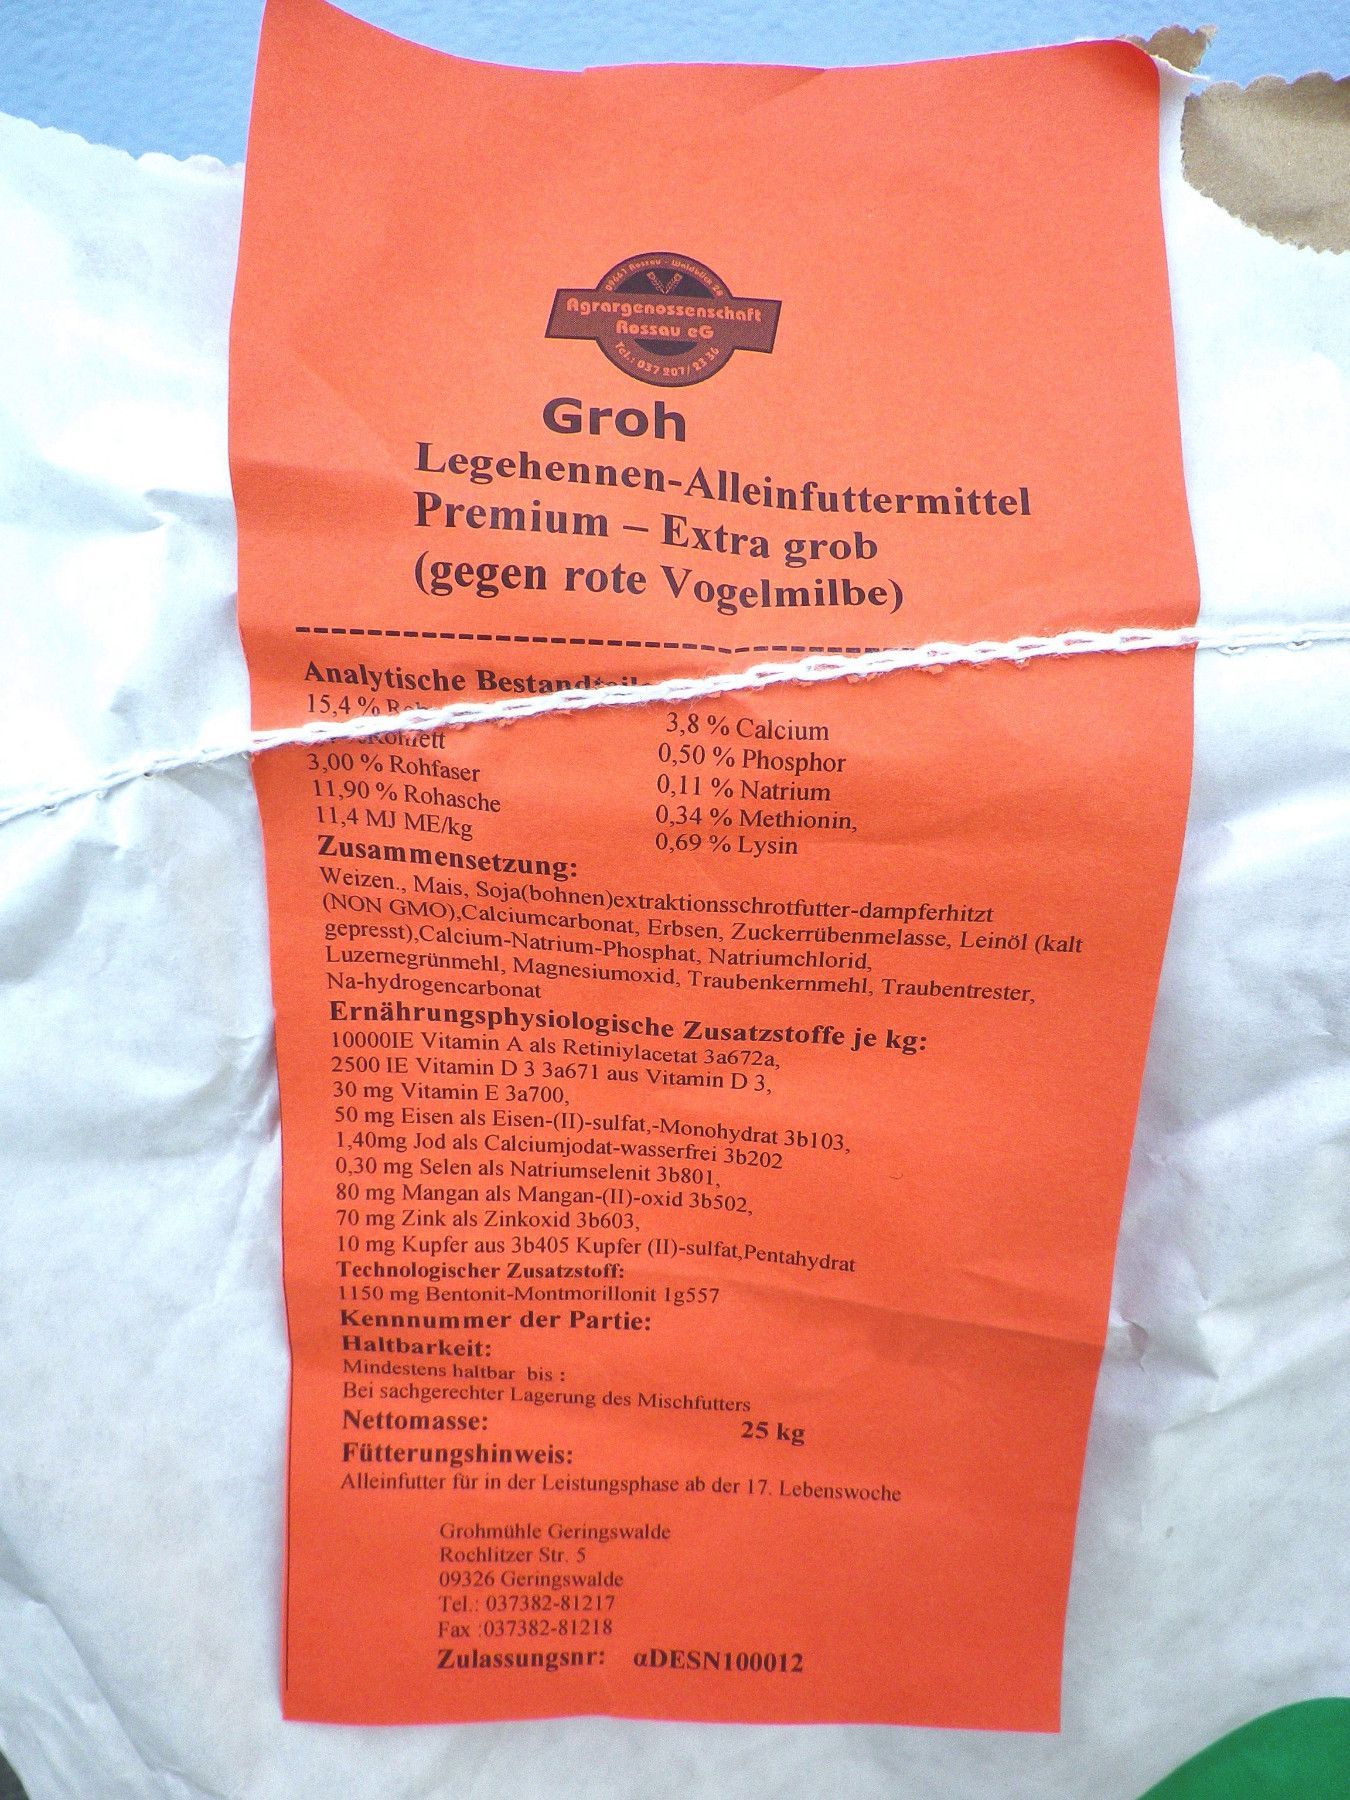 09661 Rossau - Waldblick 28
Agrargenossenschaft
Rossau eG
Tel.: 037 207/ 23 36
Groh
Legehennen-Alleinfuttermittel
Premium – Extra grob
(gegen rote Vogelmilbe)
Analytische
15,4 %
3,8 % Calcium
0,50 % Phosphor
3,00 % Rohfaser
0,11 % Natrium
11,90 % Rohasche
0,34 % Methionin,
11,4 MJ ME/kg
0,69 % Lysin
Zusammensetzung:
Weizen., Mais, Soja(bohnen)extraktionsschrotfutter-dampferhitzt
(NON GMO),Calciumcarbonat, Erbsen, Zuckerrübenmelasse, Leinöl (kalt
gepresst),Calcium-Natrium-Phosphat, Natriumchlorid,
Luzernegrünmehl, Magnesiumoxid, Traubenkernmehl, Traubentrester,
Na-hydrogencarbonat
Ernährungsphysiologische Zusatzstoffe je kg:
10000IE Vitamin A als Retiniylacetat 3a672a,
2500 IE Vitamin D 3 3a671 aus Vitamin D 3,
30 mg Vitamin E 3a700,
50 mg Eisen als Eisen-(II)-sulfat,-Monohydrat 3b103,
1,40mg Jod als Calciumjodat-wasserfrei 3b202
0,30 mg Selen als Natriumselenit 3b801,
80 mg Mangan als Mangan-(II)-oxid 3b502,
70 mg Zink als Zinkoxid 3b603,
10 mg Kupfer aus 3b405 Kupfer (II)-sulfat,Pentahydrat
Technologischer Zusatzstoff:
1150 mg Bentonit-Montmorillonit 1g557
Kennnummer der Partie:
Haltbarkeit:
Mindestens haltbar bis :
Bei sachgerechter Lagerung des Mischfutters
Nettomasse: 25 kg
Fütterungshinweis:
Alleinfutter für in der Leistungsphase ab der 17. Lebenswoche
Grohmühle Geringswalde
Rochlitzer Str. 5
09326 Geringswalde
Tel.: 037382-81217
Fax :037382-81218
Zulassungsnr: αDESN100012